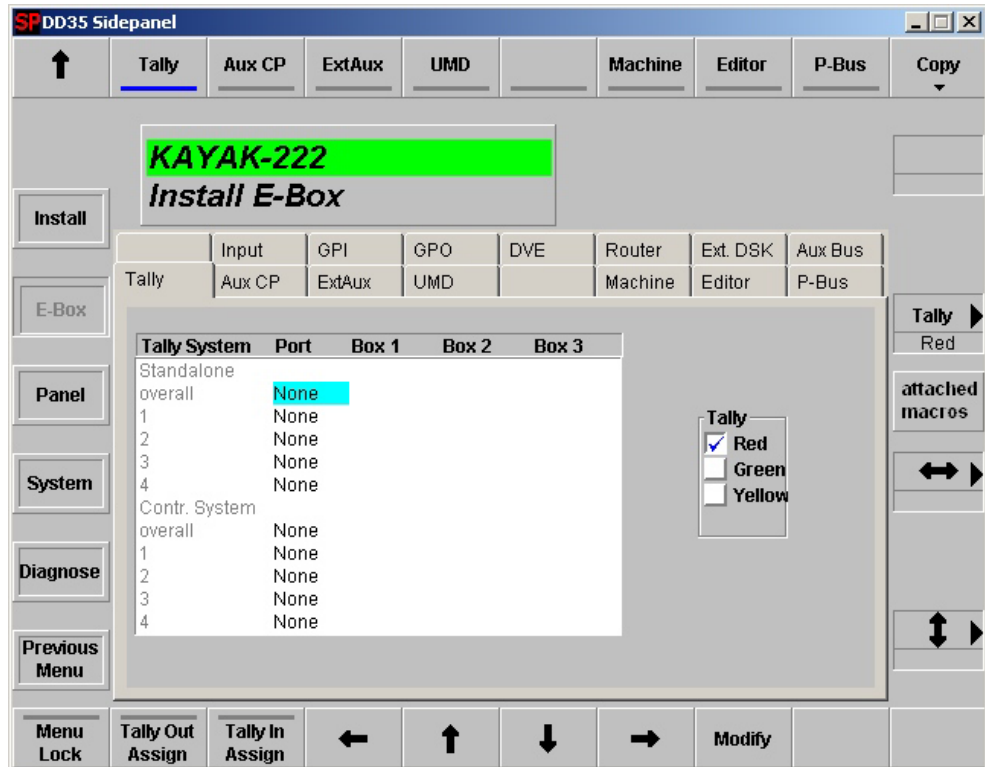 SP DD35 Sidepanel
Tally Aux CP ExtAux UMD Machine Editor P-Bus Copy
KAYAK-222
Install E-Box
Install
E-Box
Panel
System
Diagnose
Previous
Menu
Input GPI GPO DVE Router Ext. DSK Aux Bus
Tally Aux CP ExtAux UMD Machine Editor P-Bus
Tally System Port Box 1 Box 2 Box 3
Standalone
overall None
1 None
2 None
3 None
4 None
Contr. System
overall None
1 None
2 None
3 None
4 None
Tally
Red
Green
Yellow
Tally
Red
attached
macros
Menu
Lock
Tally Out
Assign
Tally In
Assign
Modify